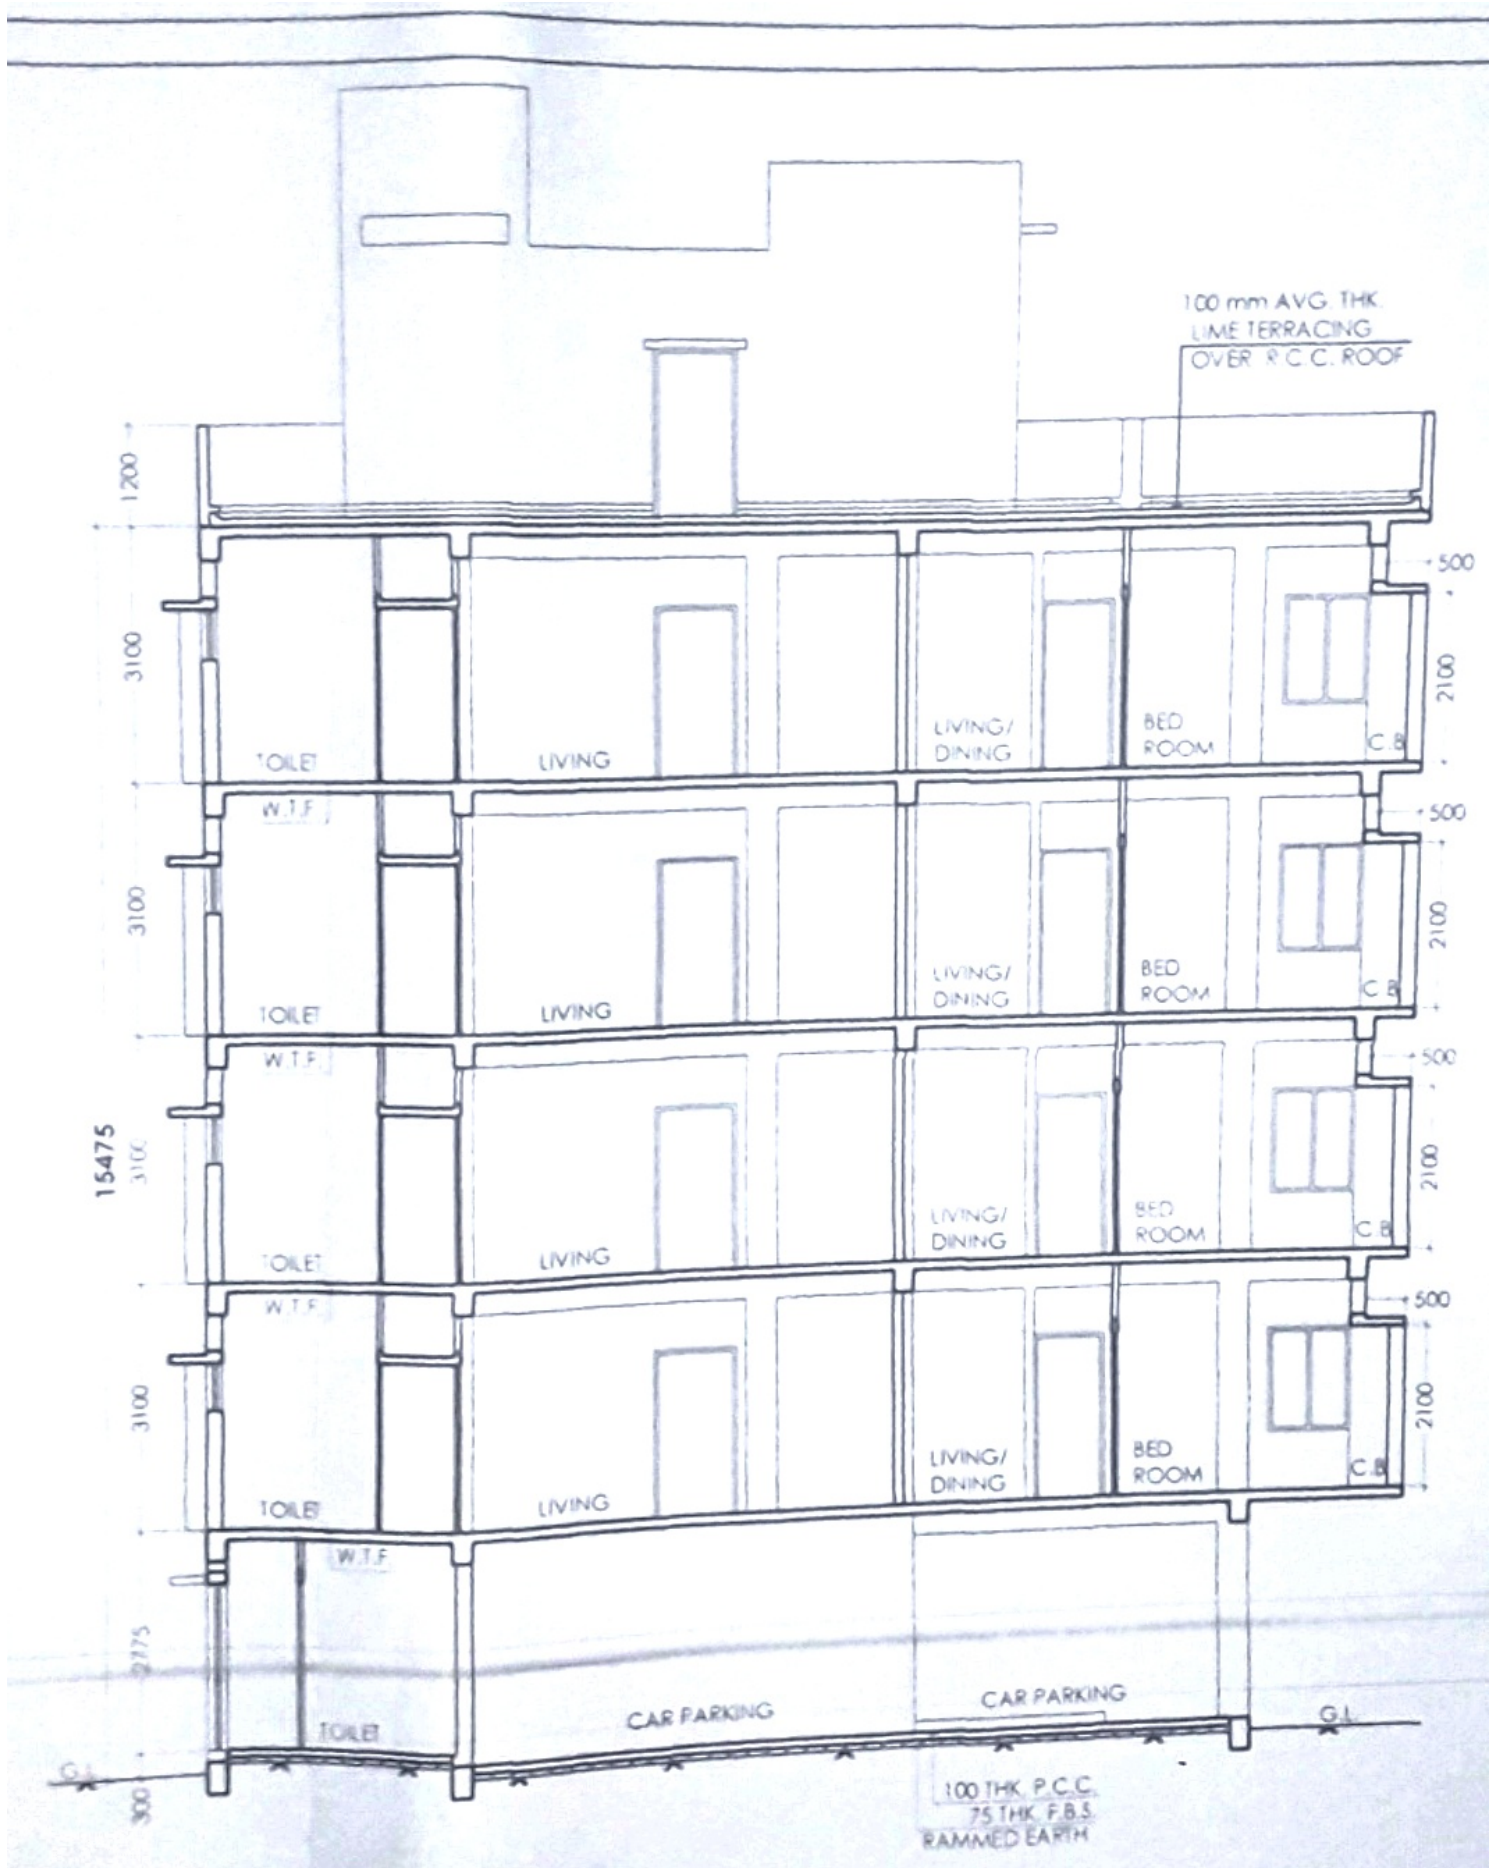 100 mm AVG. THK.
LIME TERRACING
OVER R.C.C. ROOF
1200
3100
500
2100
TOILET
LIVING
LIVING/
DINING
BED
ROOM
C.B
W.T.F.
3100
500
2100
TOILET
LIVING
LIVING/
DINING
BED
ROOM
C.B
W.T.F.
15475
3100
500
2100
TOILET
LIVING
LIVING/
DINING
BED
ROOM
C.B
W.T.F.
3100
500
2100
TOILET
LIVING
LIVING/
DINING
BED
ROOM
C.B
W.T.F.
2775
TOILET
CAR PARKING
CAR PARKING
G.L.
G.L.
300
100 THK. P.C.C.
75 THK. F.B.S.
RAMMED EARTH